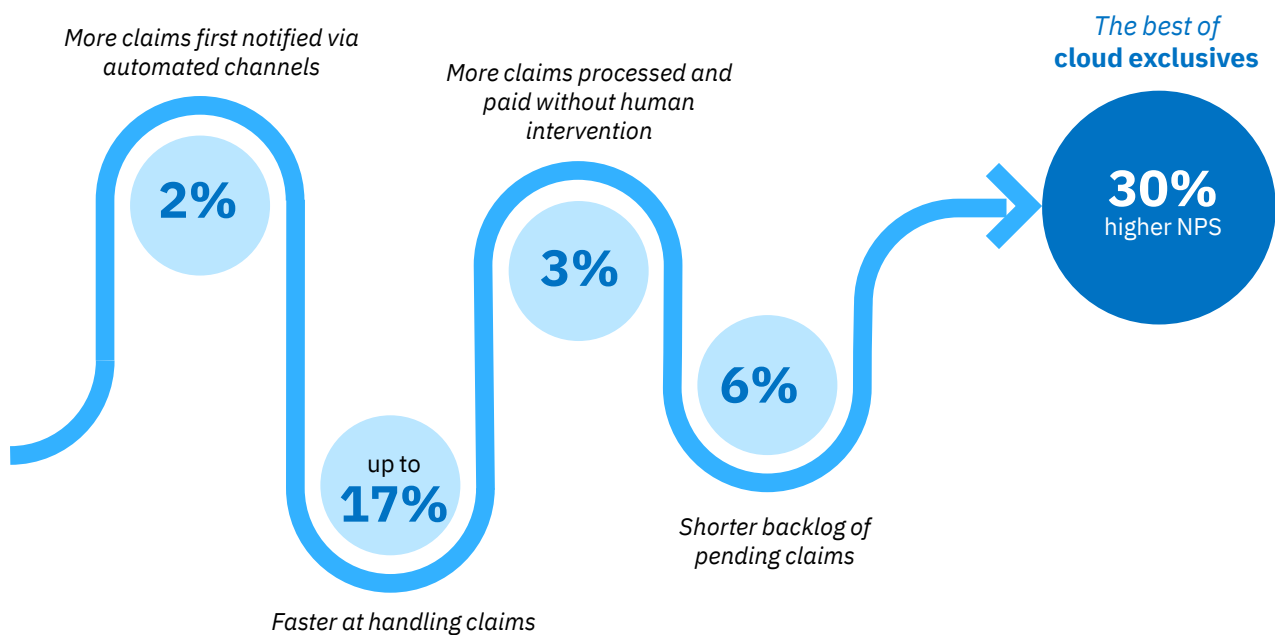 More claims first notified via
automated channels
2%
up to
17%
Faster at handling claims
More claims processed and
paid without human
intervention
3%
6%
Shorter backlog of
pending claims
The best of
cloud exclusives
30%
higher NPS